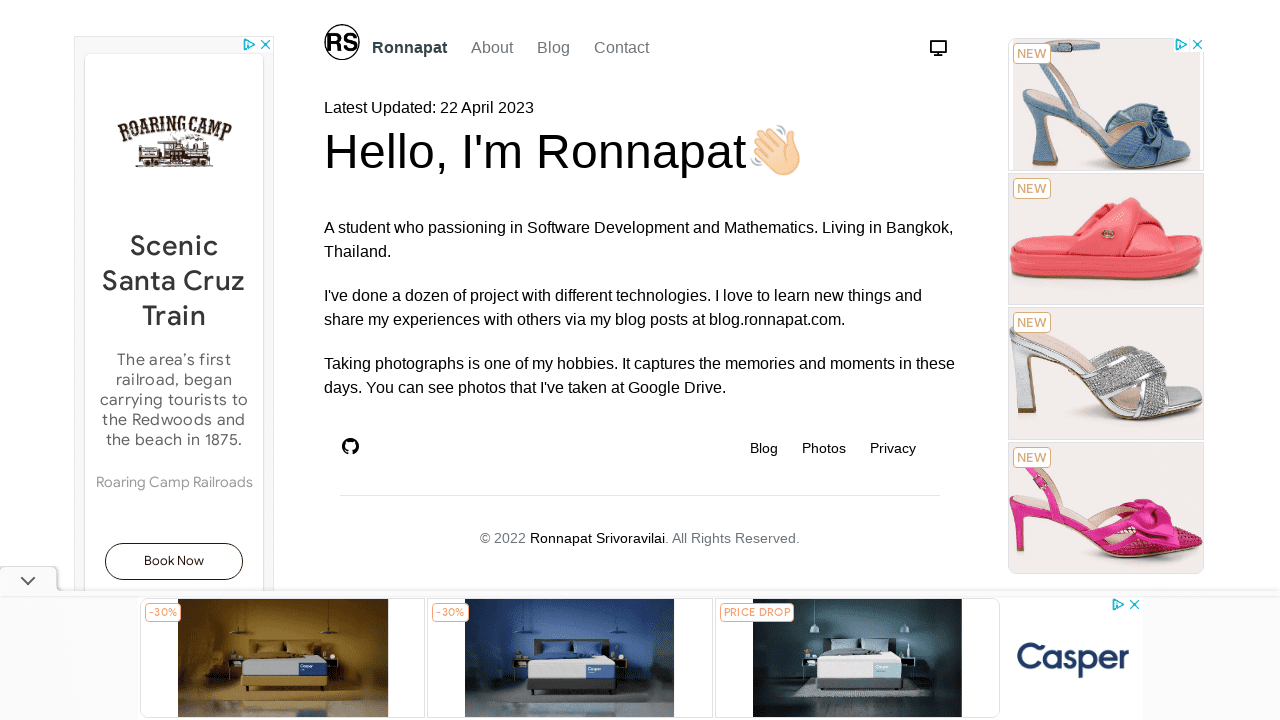 RS
Ronnapat
About
Blog
Contact
Latest Updated: 22 April 2023
Hello, I'm Ronnapat👋🏻
A student who passioning in Software Development and Mathematics. Living in Bangkok,
Thailand.
I've done a dozen of project with different technologies. I love to learn new things and
share my experiences with others via my blog posts at blog.ronnapat.com.
Taking photographs is one of my hobbies. It captures the memories and moments in these
days. You can see photos that I've taken at Google Drive.
Blog
Photos
Privacy
© 2022 Ronnapat Srivoravilai. All Rights Reserved.
ROARING CAMP
Scenic
Santa Cruz
Train
The area's first
railroad, began
carrying tourists to
the Redwoods and
the beach in 1875.
Roaring Camp Railroads
Book Now
NEW
NEW
NEW
NEW
-30%
Casper
-30%
Casper
PRICE DROP
Casper
Casper